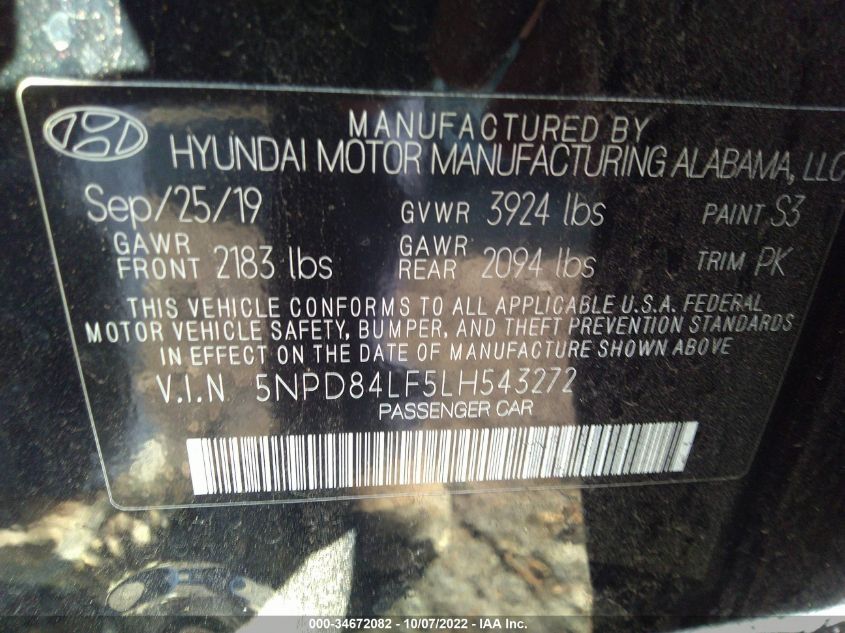 MANUFACTURED BY
HYUNDAI MOTOR MANUFACTURING ALABAMA, LLC
Sep/25/19 GVWR 3924 lbs PAINT S3
GAWR FRONT 2183 lbs GAWR REAR 2094 lbs TRIM PK
THIS VEHICLE CONFORMS TO ALL APPLICABLE U.S.A. FEDERAL
MOTOR VEHICLE SAFETY, BUMPER, AND THEFT PREVENTION STANDARDS
IN EFFECT ON THE DATE OF MANUFACTURE SHOWN ABOVE.
V.I.N 5NPD84LF5LH543272
PASSENGER CAR
000-34672082 - 10/07/2022 - IAA Inc.